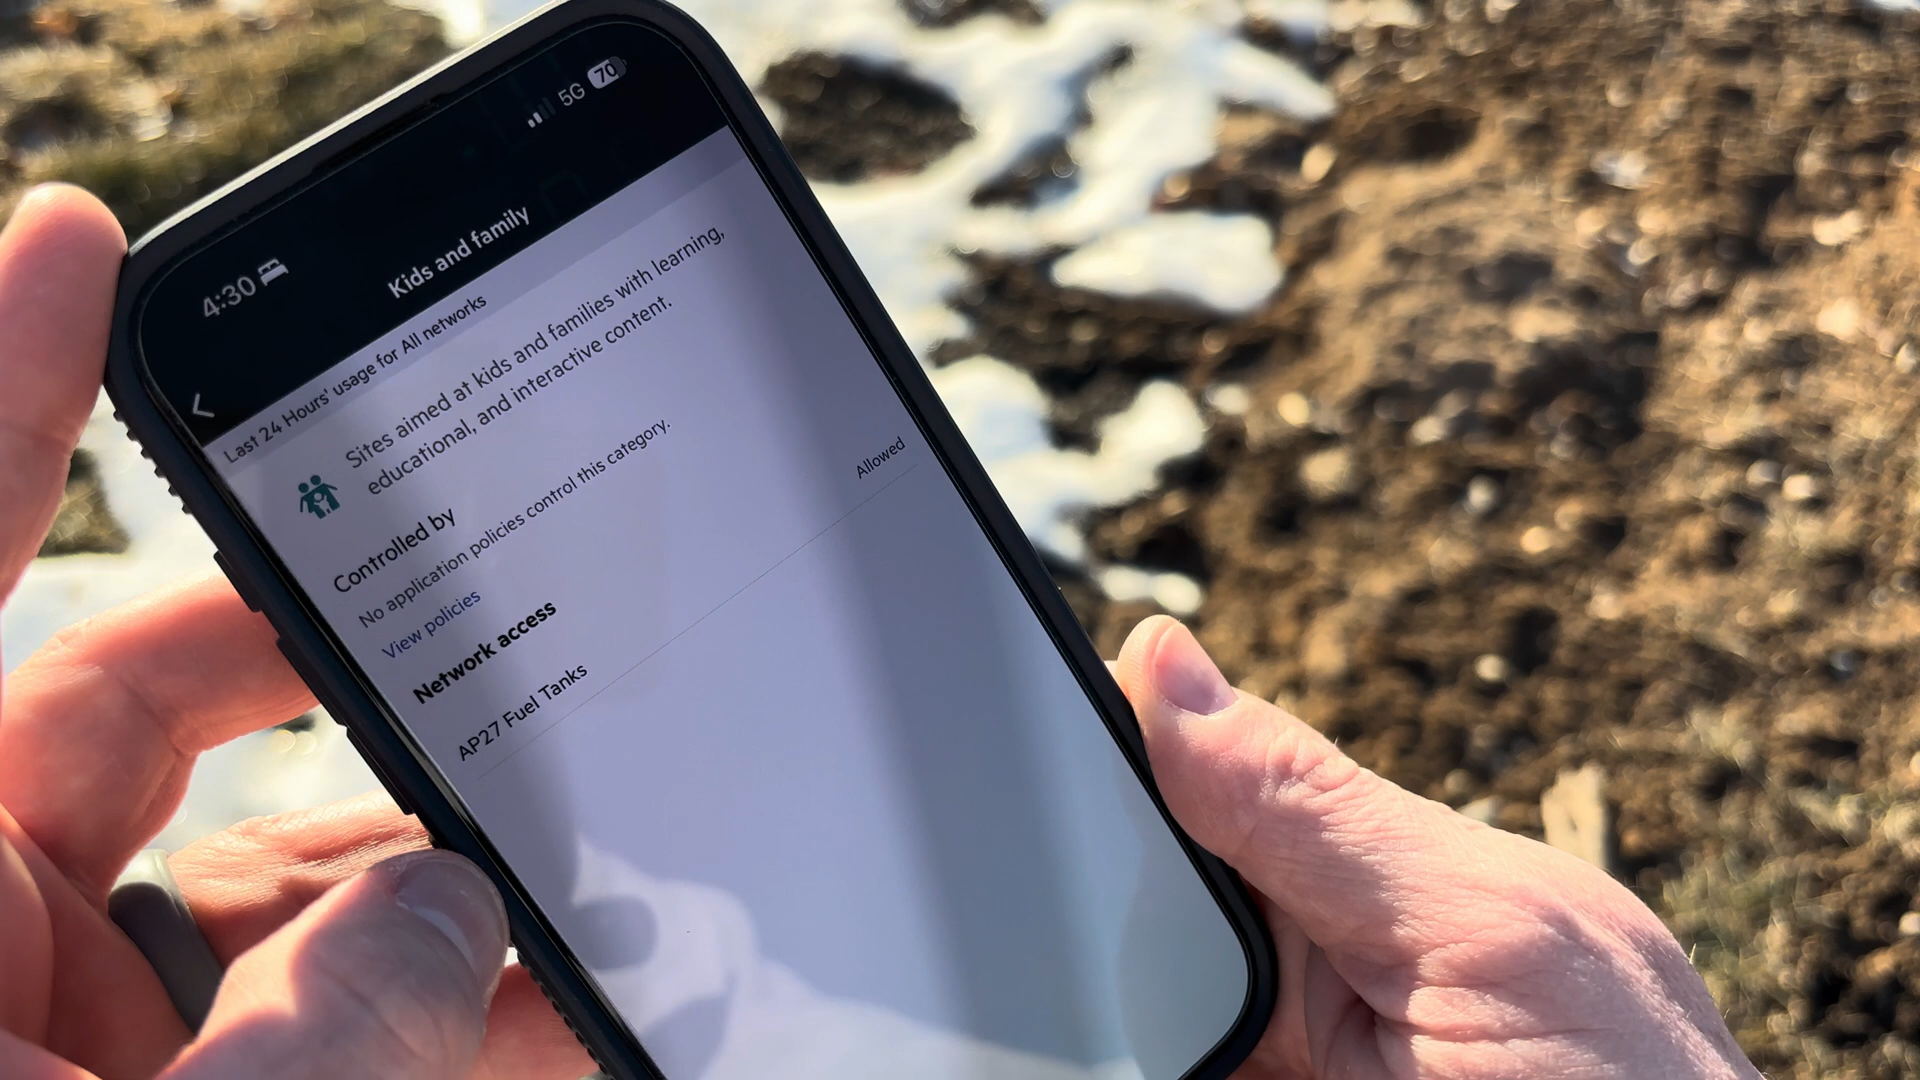 4:30
5G 70
Kids and family
Last 24 Hours' usage for All networks
Sites aimed at kids and families with learning,
educational, and interactive content.
Controlled by
No application policies control this category.
View policies
Network access
AP27 Fuel Tanks Allowed